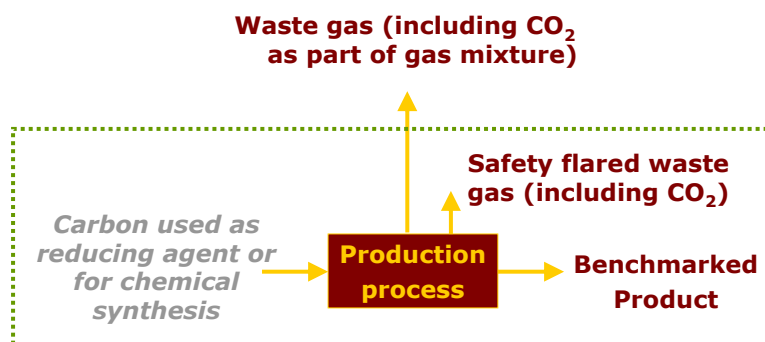 Waste gas (including CO₂
as part of gas mixture)
Safety flared waste
gas (including CO₂)
Carbon used as
reducing agent or
for chemical
synthesis
Production
process
Benchmarked
Product